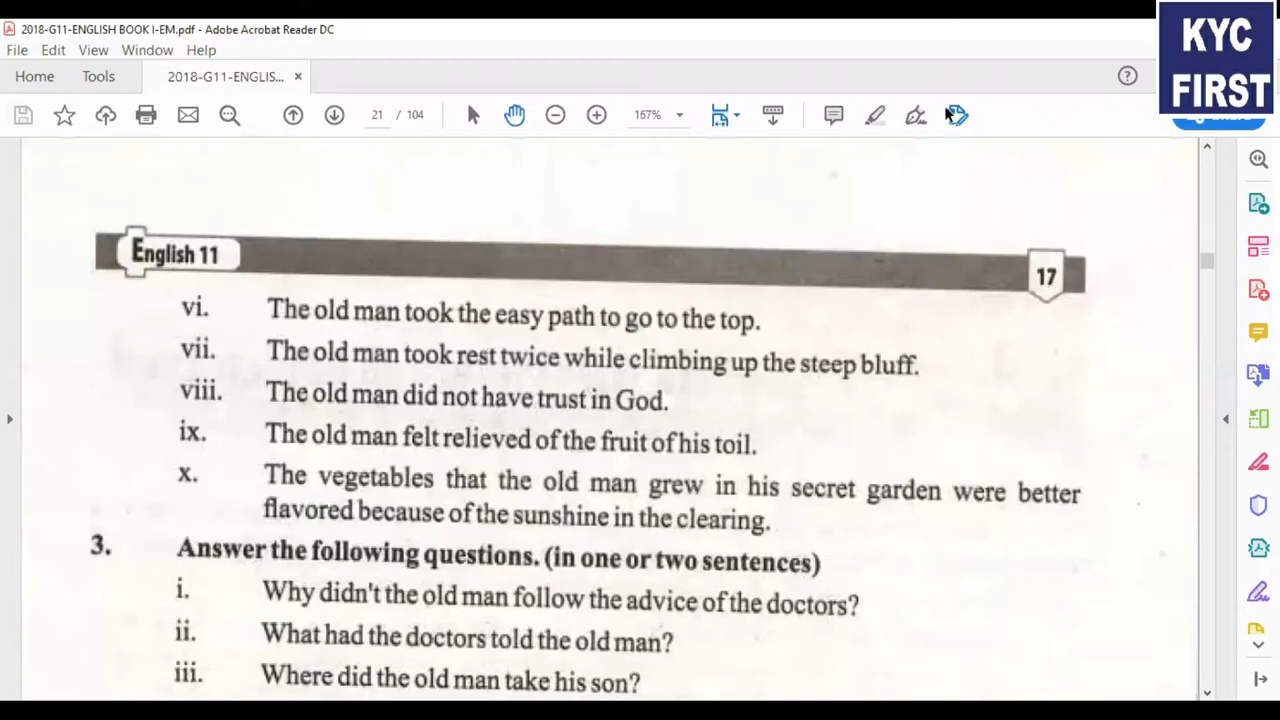 2018-G11-ENGLISH BOOK I-EM.pdf - Adobe Acrobat Reader DC
KYC
FIRST
File Edit View Window Help
Home Tools 2018-G11-ENGLIS... ×
21 / 104 167%
English 11 17
vi. The old man took the easy path to go to the top.
vii. The old man took rest twice while climbing up the steep bluff.
viii. The old man did not have trust in God.
ix. The old man felt relieved of the fruit of his toil.
x. The vegetables that the old man grew in his secret garden were better
flavored because of the sunshine in the clearing.
3. Answer the following questions. (in one or two sentences)
i. Why didn't the old man follow the advice of the doctors?
ii. What had the doctors told the old man?
iii. Where did the old man take his son?